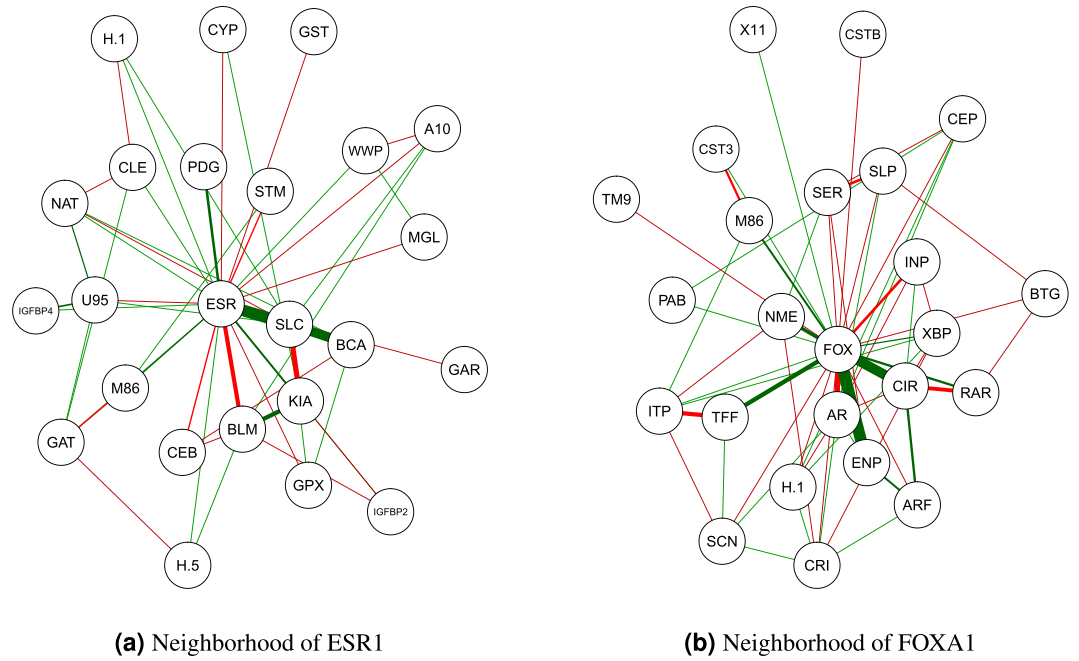 H.1
CYP
GST
A10
WWP
CLE
PDG
STM
NAT
MGL
ESR
U95
IGFBP4
SLC
BCA
GAR
M86
KIA
BLM
GAT
CEB
GPX
IGFBP2
H.5
(a) Neighborhood of ESR1
X11
CSTB
CEP
CST3
SLP
SER
TM9
M86
INP
BTG
PAB
NME
XBP
FOX
CIR
RAR
ITP
TFF
AR
ENP
H.1
ARF
SCN
CRI
(b) Neighborhood of FOXA1